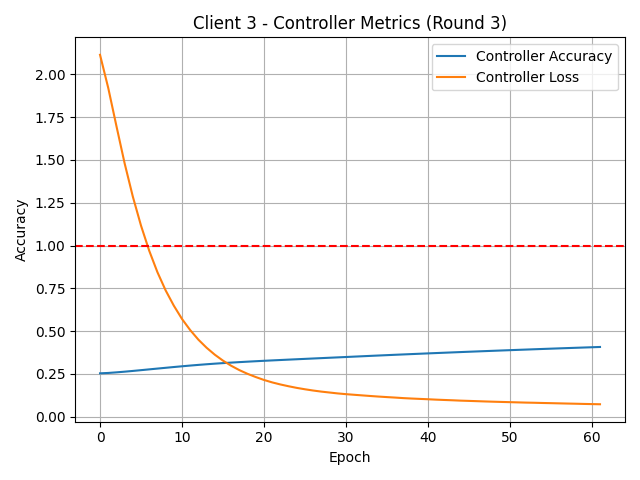 Client 3 - Controller Metrics (Round 3)
Controller Accuracy
Controller Loss
2.00
1.75
1.50
1.25
1.00
0.75
0.50
0.25
0.00
Accuracy
0 10 20 30 40 50 60
Epoch